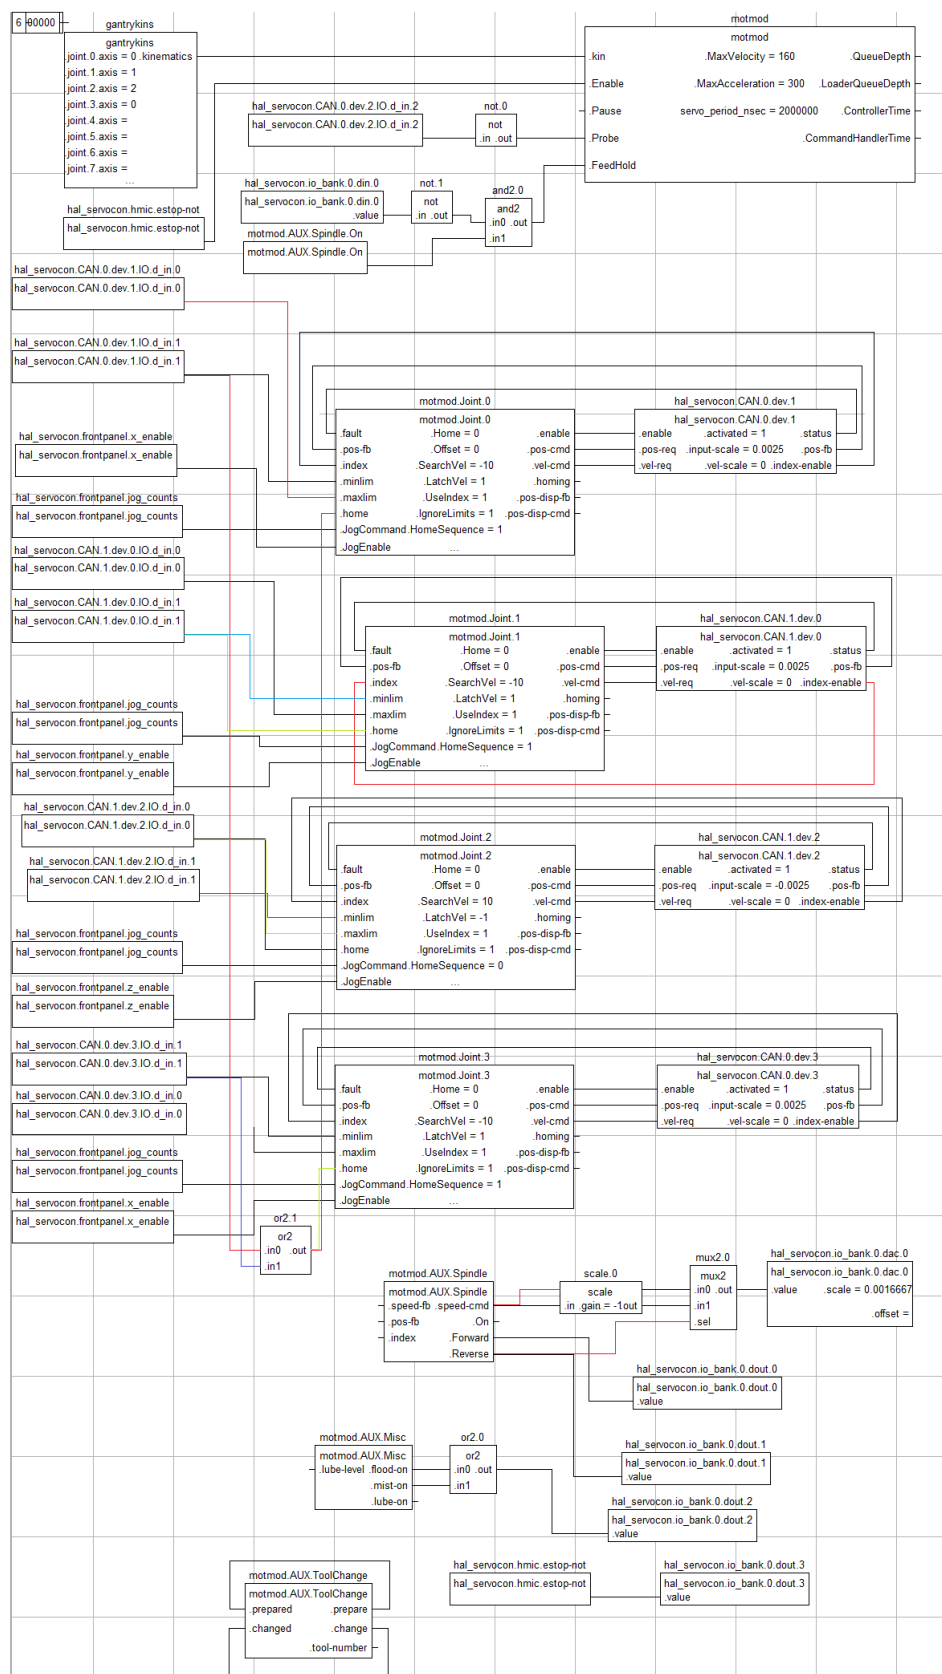 6 00000
gantrykins
gantrykins
.joint.0.axis = 0 .kinematics
.joint.1.axis = 1
.joint.2.axis = 2
.joint.3.axis = 0
.joint.4.axis =
.joint.5.axis =
.joint.6.axis =
.joint.7.axis =
...
motmod
motmod
.kin .MaxVelocity = 160 .QueueDepth
.Enable .MaxAcceleration = 300 .LoaderQueueDepth
.Pause servo_period_nsec = 2000000 .ControllerTime
.Probe .CommandHandlerTime
.FeedHold
hal_servocon.CAN.0.dev.2.IO.d_in.2
hal_servocon.CAN.0.dev.2.IO.d_in.2
not.0
not
.in .out
hal_servocon.io_bank.0.din.0
hal_servocon.io_bank.0.din.0
.value
not.1
not
.in .out
and2.0
and2
.in0 .out
.in1
hal_servocon.hmic.estop-not
hal_servocon.hmic.estop-not
motmod.AUX.Spindle.On
motmod.AUX.Spindle.On
hal_servocon.CAN.0.dev.1.IO.d_in.0
hal_servocon.CAN.0.dev.1.IO.d_in.0
hal_servocon.CAN.0.dev.1.IO.d_in.1
hal_servocon.CAN.0.dev.1.IO.d_in.1
hal_servocon.frontpanel.x_enable
hal_servocon.frontpanel.x_enable
hal_servocon.frontpanel.jog_counts
hal_servocon.frontpanel.jog_counts
motmod.Joint.0
motmod.Joint.0
.fault .Home = 0 .enable
.pos-fb .Offset = 0 .pos-cmd
.index .SearchVel = -10 .vel-cmd
.minlim .LatchVel = 1 .homing
.maxlim .UseIndex = 1 .pos-disp-fb
.home .IgnoreLimits = 1 .pos-disp-cmd
.JogCommand.HomeSequence = 1
.JogEnable ...
hal_servocon.CAN.0.dev.1
hal_servocon.CAN.0.dev.1
.enable .activated = 1 .status
.pos-req .input-scale = 0.0025 .pos-fb
.vel-req .vel-scale = 0 .index-enable
hal_servocon.CAN.1.dev.0.IO.d_in.0
hal_servocon.CAN.1.dev.0.IO.d_in.0
hal_servocon.CAN.1.dev.0.IO.d_in.1
hal_servocon.CAN.1.dev.0.IO.d_in.1
hal_servocon.frontpanel.jog_counts
hal_servocon.frontpanel.jog_counts
hal_servocon.frontpanel.y_enable
hal_servocon.frontpanel.y_enable
motmod.Joint.1
motmod.Joint.1
.fault .Home = 0 .enable
.pos-fb .Offset = 0 .pos-cmd
.index .SearchVel = -10 .vel-cmd
.minlim .LatchVel = 1 .homing
.maxlim .UseIndex = 1 .pos-disp-fb
.home .IgnoreLimits = 1 .pos-disp-cmd
.JogCommand.HomeSequence = 1
.JogEnable ...
hal_servocon.CAN.1.dev.0
hal_servocon.CAN.1.dev.0
.enable .activated = 1 .status
.pos-req .input-scale = 0.0025 .pos-fb
.vel-req .vel-scale = 0 .index-enable
hal_servocon.CAN.1.dev.2.IO.d_in.0
hal_servocon.CAN.1.dev.2.IO.d_in.0
hal_servocon.CAN.1.dev.2.IO.d_in.1
hal_servocon.CAN.1.dev.2.IO.d_in.1
hal_servocon.frontpanel.jog_counts
hal_servocon.frontpanel.jog_counts
hal_servocon.frontpanel.z_enable
hal_servocon.frontpanel.z_enable
motmod.Joint.2
motmod.Joint.2
.fault .Home = 0 .enable
.pos-fb .Offset = 0 .pos-cmd
.index .SearchVel = 10 .vel-cmd
.minlim .LatchVel = -1 .homing
.maxlim .UseIndex = 1 .pos-disp-fb
.home .IgnoreLimits = 1 .pos-disp-cmd
.JogCommand.HomeSequence = 0
.JogEnable ...
hal_servocon.CAN.1.dev.2
hal_servocon.CAN.1.dev.2
.enable .activated = 1 .status
.pos-req .input-scale = -0.0025 .pos-fb
.vel-req .vel-scale = 0 .index-enable
hal_servocon.CAN.0.dev.3.IO.d_in.1
hal_servocon.CAN.0.dev.3.IO.d_in.1
hal_servocon.CAN.0.dev.3.IO.d_in.0
hal_servocon.CAN.0.dev.3.IO.d_in.0
hal_servocon.frontpanel.jog_counts
hal_servocon.frontpanel.jog_counts
hal_servocon.frontpanel.x_enable
hal_servocon.frontpanel.x_enable
motmod.Joint.3
motmod.Joint.3
.fault .Home = 0 .enable
.pos-fb .Offset = 0 .pos-cmd
.index .SearchVel = -10 .vel-cmd
.minlim .LatchVel = 1 .homing
.maxlim .UseIndex = 1 .pos-disp-fb
.home .IgnoreLimits = 1 .pos-disp-cmd
.JogCommand.HomeSequence = 1
.JogEnable ...
hal_servocon.CAN.0.dev.3
hal_servocon.CAN.0.dev.3
.enable .activated = 1 .status
.pos-req .input-scale = 0.0025 .pos-fb
.vel-req .vel-scale = 0 .index-enable
or2.1
or2
.in0 .out
.in1
motmod.AUX.Spindle
motmod.AUX.Spindle
.speed-fb .speed-cmd
.pos-fb .On
.index .Forward
.Reverse
scale.0
scale
.in .gain = -1 out
mux2.0
mux2
.in0 .out
.in1
.sel
hal_servocon.io_bank.0.dac.0
hal_servocon.io_bank.0.dac.0
.value .scale = 0.0016667
.offset =
hal_servocon.io_bank.0.dout.0
hal_servocon.io_bank.0.dout.0
.value
motmod.AUX.Misc
motmod.AUX.Misc
.lube-level .flood-on
.mist-on
.lube-on
or2.0
or2
.in0 .out
.in1
hal_servocon.io_bank.0.dout.1
hal_servocon.io_bank.0.dout.1
.value
hal_servocon.io_bank.0.dout.2
hal_servocon.io_bank.0.dout.2
.value
motmod.AUX.ToolChange
motmod.AUX.ToolChange
.prepared .prepare
.changed .change
.tool-number
hal_servocon.hmic.estop-not
hal_servocon.hmic.estop-not
hal_servocon.io_bank.0.dout.3
hal_servocon.io_bank.0.dout.3
.value